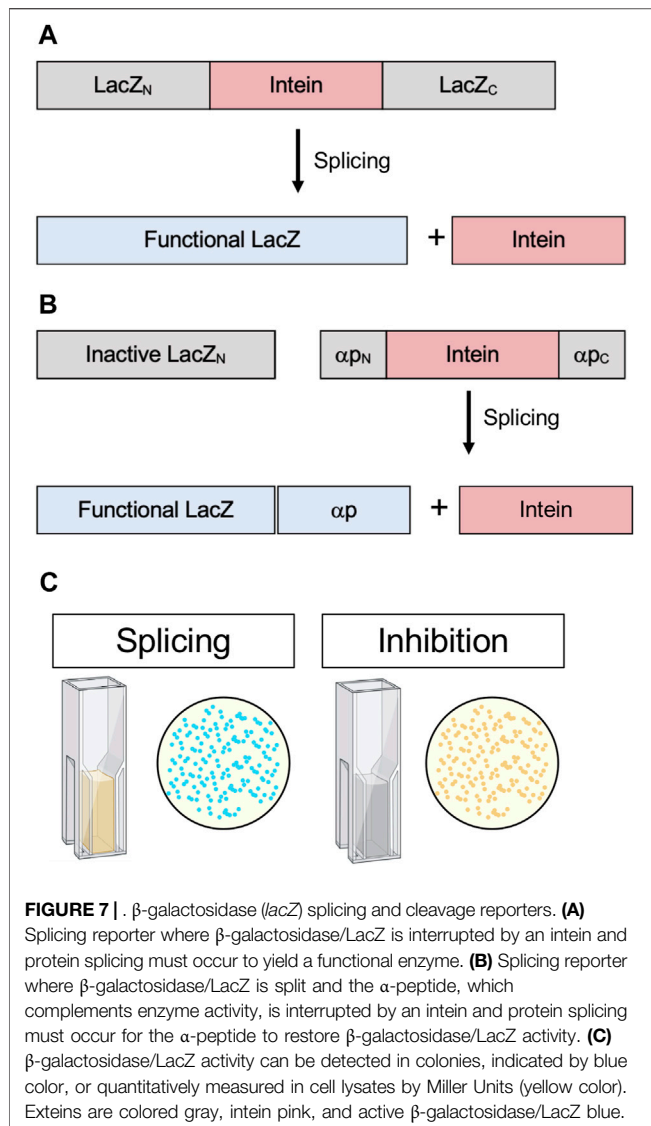 A
LacZN Intein LacZC
Splicing
Functional LacZ + Intein
B
Inactive LacZN αpN Intein αpC
Splicing
Functional LacZ αp + Intein
C
Splicing Inhibition
FIGURE 7 | . β-galactosidase (lacZ) splicing and cleavage reporters. (A)
Splicing reporter where β-galactosidase/LacZ is interrupted by an intein and
protein splicing must occur to yield a functional enzyme. (B) Splicing reporter
where β-galactosidase/LacZ is split and the α-peptide, which
complements enzyme activity, is interrupted by an intein and protein splicing
must occur for the α-peptide to restore β-galactosidase/LacZ activity. (C)
β-galactosidase/LacZ activity can be detected in colonies, indicated by blue
color, or quantitatively measured in cell lysates by Miller Units (yellow color).
Exteins are colored gray, intein pink, and active β-galactosidase/LacZ blue.